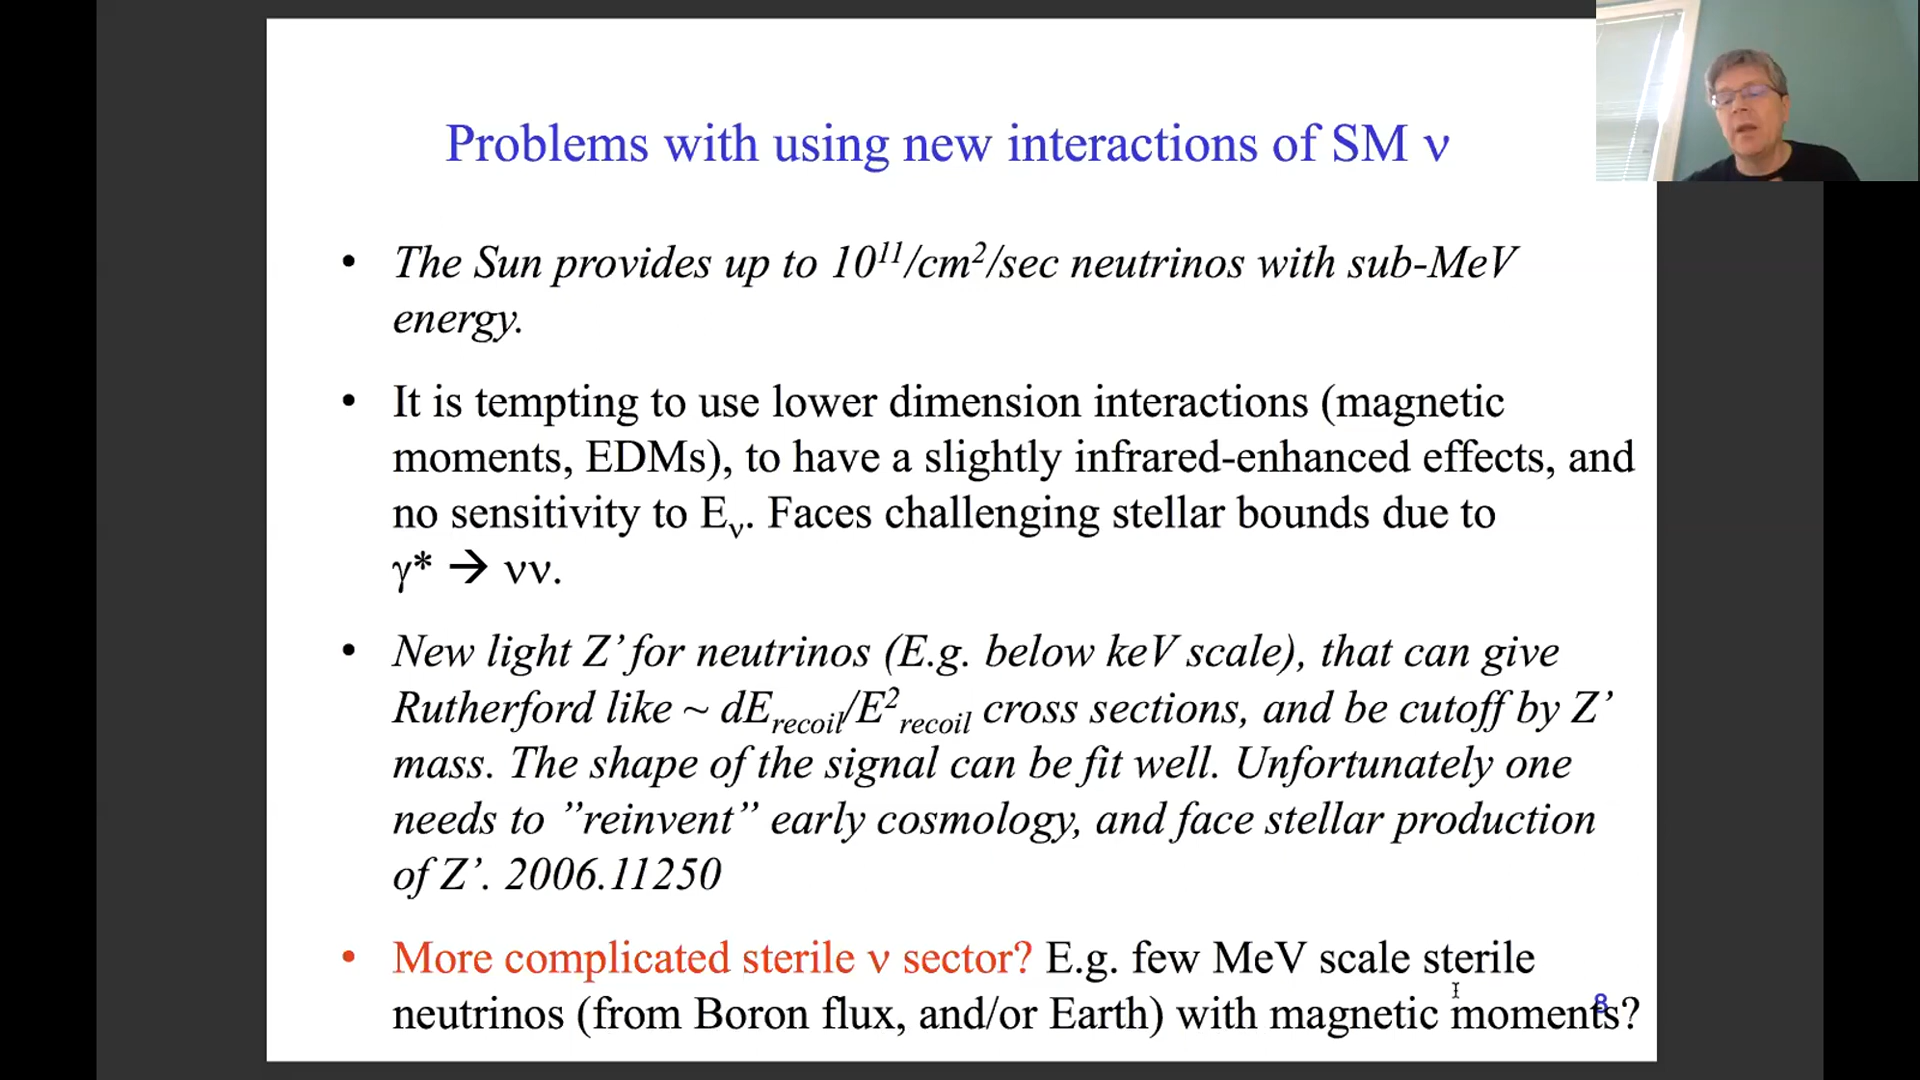 Problems with using new interactions of SM ν
• The Sun provides up to 10¹¹/cm²/sec neutrinos with sub-MeV
energy.
• It is tempting to use lower dimension interactions (magnetic
moments, EDMs), to have a slightly infrared-enhanced effects, and
no sensitivity to Eᵥ. Faces challenging stellar bounds due to
γ* → νν.
• New light Z’ for neutrinos (E.g. below keV scale), that can give
Rutherford like ~ dE_recoil/E²_recoil cross sections, and be cutoff by Z’
mass. The shape of the signal can be fit well. Unfortunately one
needs to ”reinvent” early cosmology, and face stellar production
of Z’. 2006.11250
• More complicated sterile ν sector? E.g. few MeV scale sterile
neutrinos (from Boron flux, and/or Earth) with magnetic moments?
8